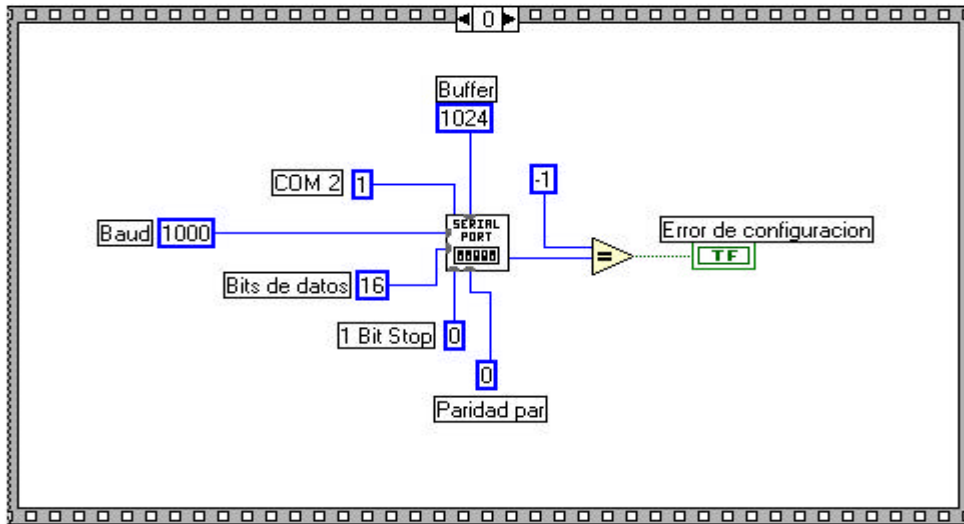 0
Buffer
1024
COM 2 1
-1
Baud 1000
SERIAL
PORT
Error de configuracion
TF
Bits de datos 16
=
1 Bit Stop 0
0
Paridad par